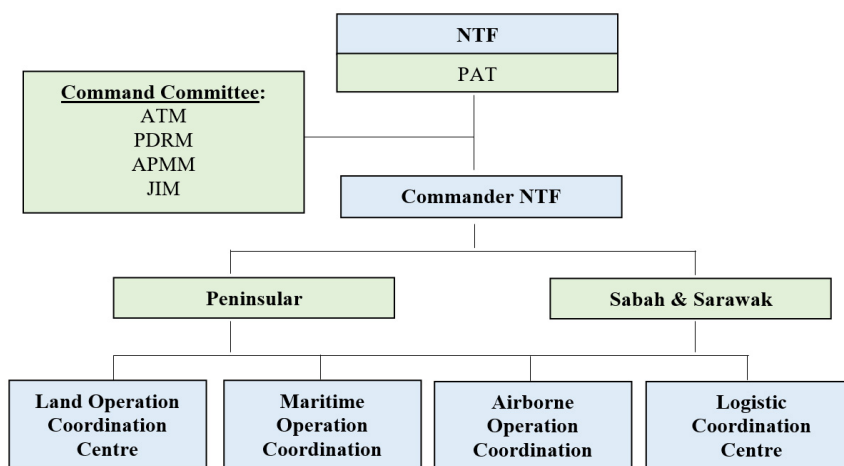 NTF
PAT
Command Committee:
ATM
PDRM
APMM
JIM
Commander NTF
Peninsular
Sabah & Sarawak
Land Operation
Coordination
Centre
Maritime
Operation
Coordination
Airborne
Operation
Coordination
Logistic
Coordination
Centre